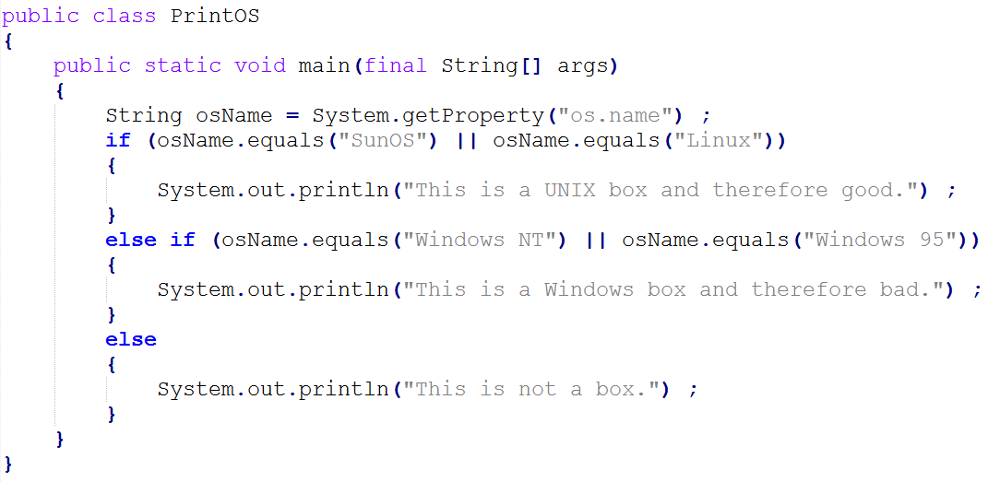 public class PrintOS
{
    public static void main(final String[] args)
    {
        String osName = System.getProperty("os.name") ;
        if (osName.equals("SunOS") || osName.equals("Linux"))
        {
            System.out.println("This is a UNIX box and therefore good.") ;
        }
        else if (osName.equals("Windows NT") || osName.equals("Windows 95"))
        {
            System.out.println("This is a Windows box and therefore bad.") ;
        }
        else
        {
            System.out.println("This is not a box.") ;
        }
    }
}